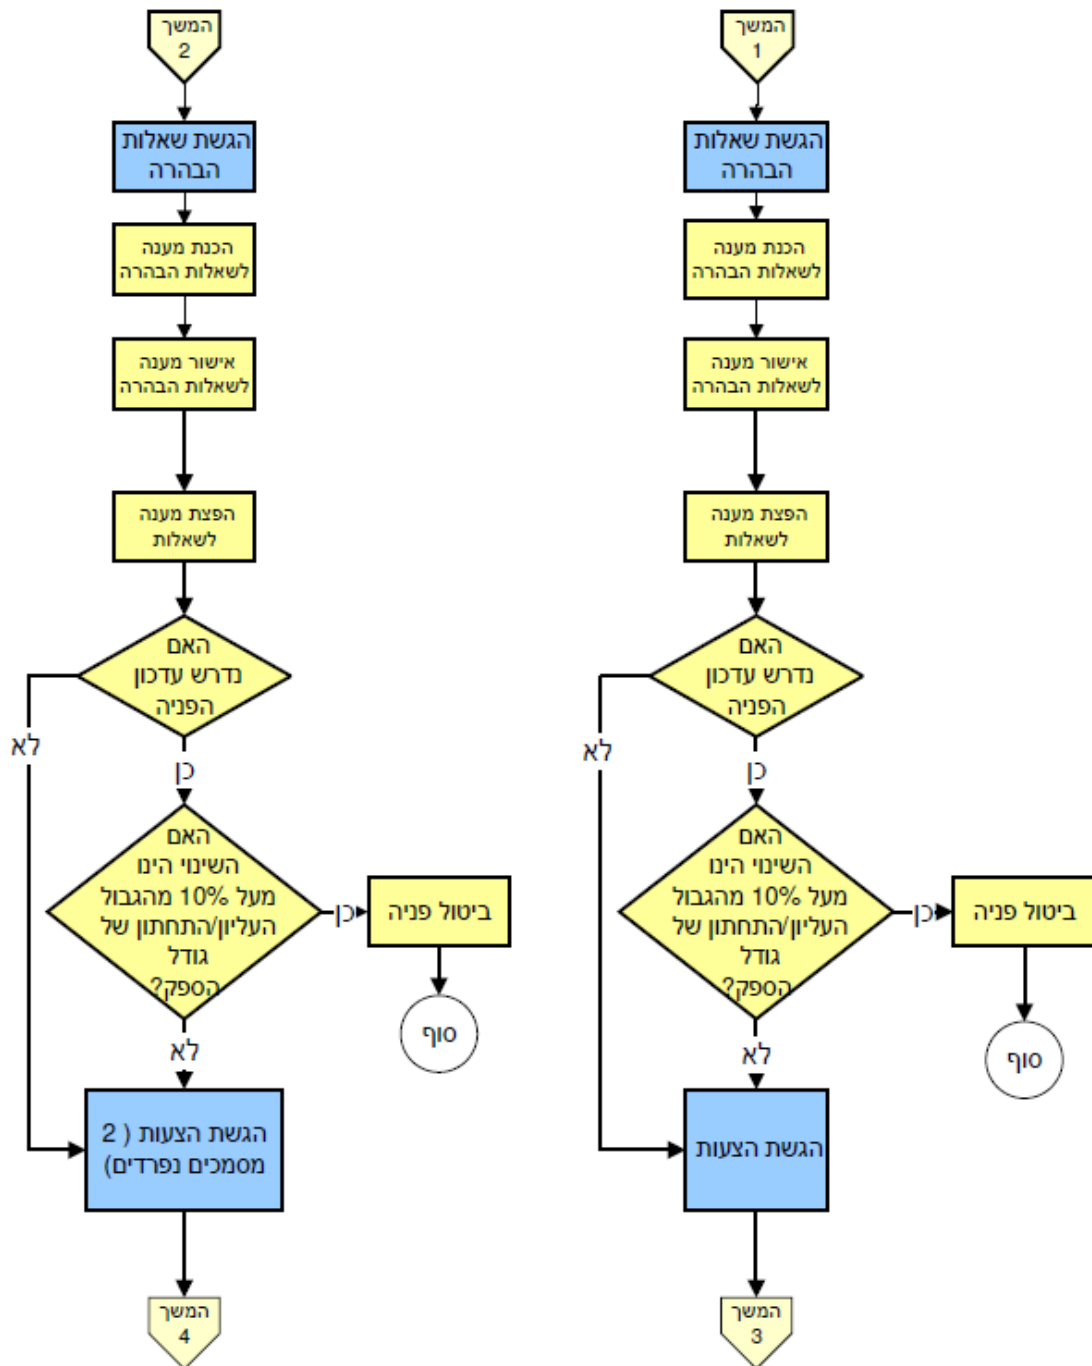 המשך
1
הגשת שאלות
הבהרה
הכנת מענה
לשאלות הבהרה
אישור מענה
לשאלות הבהרה
הפצת מענה
לשאלות
האם
נדרש עדכון
הפניה
לא
כן
האם
השינוי הינו
מעל 10% מהגבול
העליון/התחתון של
גודל
הספק?
כן
ביטול פניה
סוף
לא
הגשת הצעות
המשך
3
המשך
2
הגשת שאלות
הבהרה
הכנת מענה
לשאלות הבהרה
אישור מענה
לשאלות הבהרה
הפצת מענה
לשאלות
האם
נדרש עדכון
הפניה
לא
כן
האם
השינוי הינו
מעל 10% מהגבול
העליון/התחתון של
גודל
הספק?
כן
ביטול פניה
סוף
לא
הגשת הצעות ( 2
מסמכים נפרדים)
המשך
4